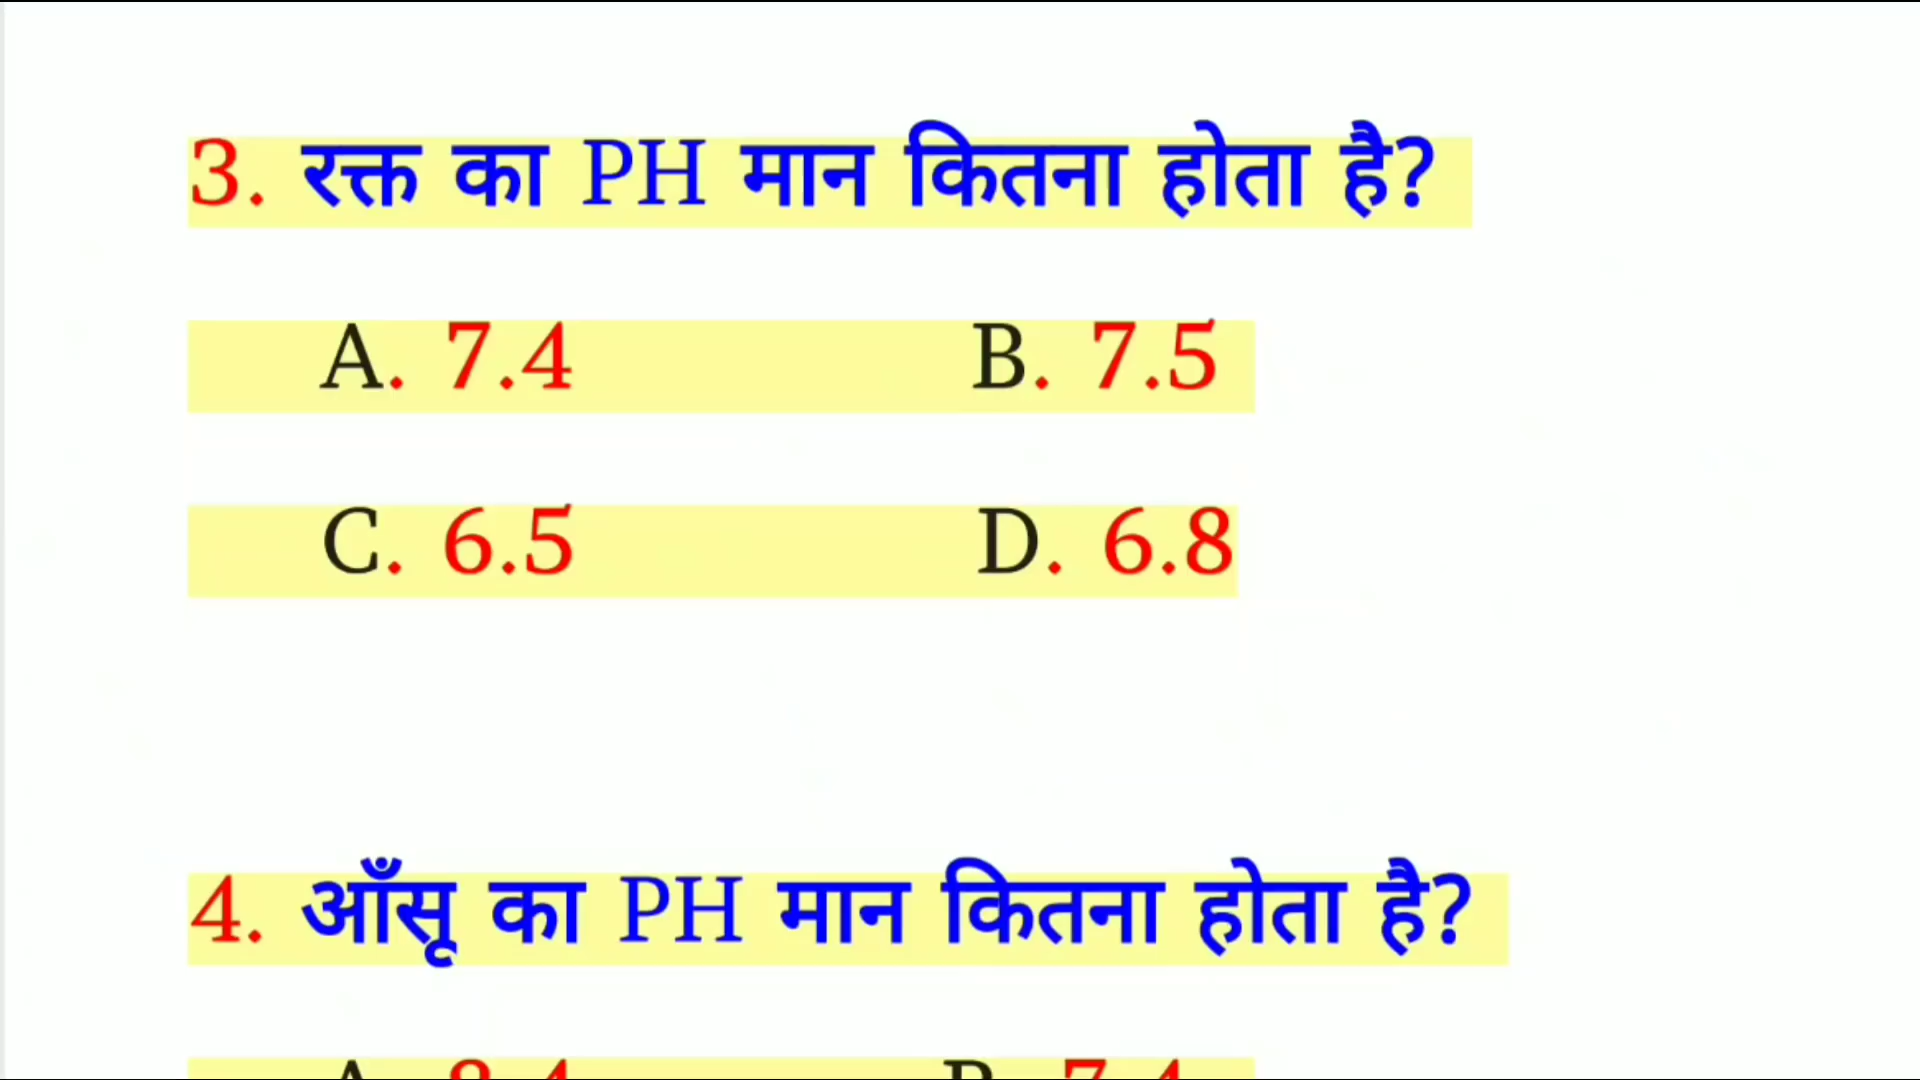 3. रक्त का PH मान कितना होता है?
A. 7.4 B. 7.5
C. 6.5 D. 6.8
4. आँसू का PH मान कितना होता है?